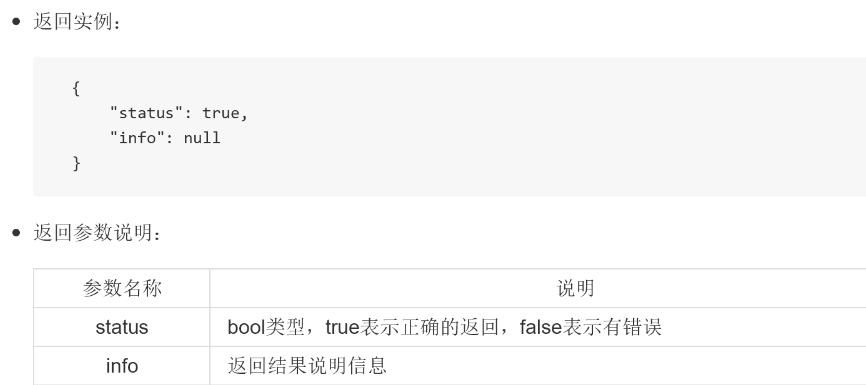 返回实例：
{
"status": true,
"info": null
}
返回参数说明：
参数名称 说明
status bool类型，true表示正确的返回，false表示有错误
info 返回结果说明信息